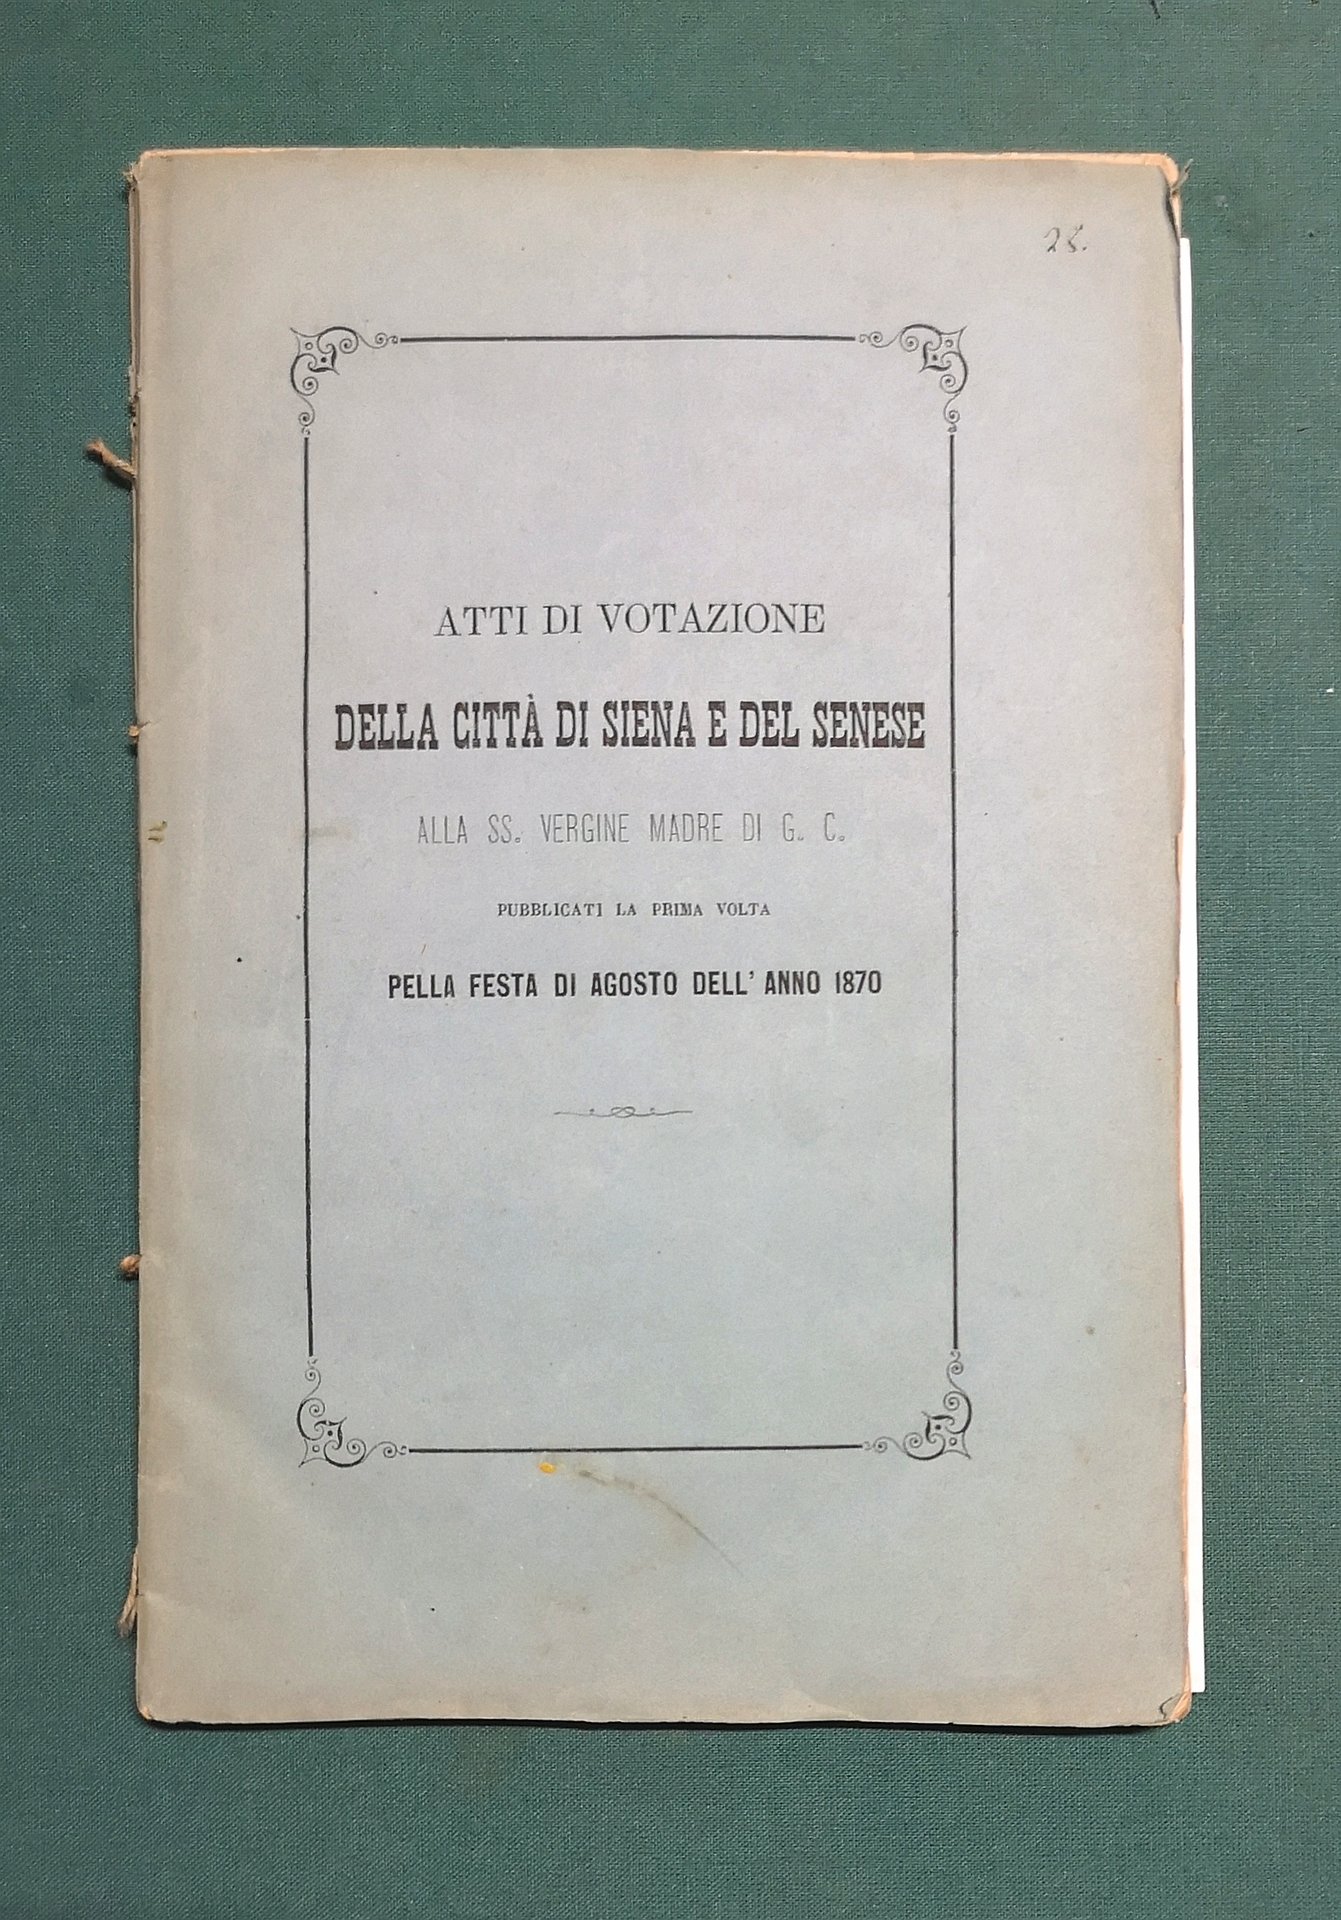 25.
ATTI DI VOTAZIONE
DELLA CITTÀ DI SIENA E DEL SENESE
ALLA SS. VERGINE MADRE DI G. C.
PUBBLICATI LA PRIMA VOLTA
PELLA FESTA DI AGOSTO DELL' ANNO 1870